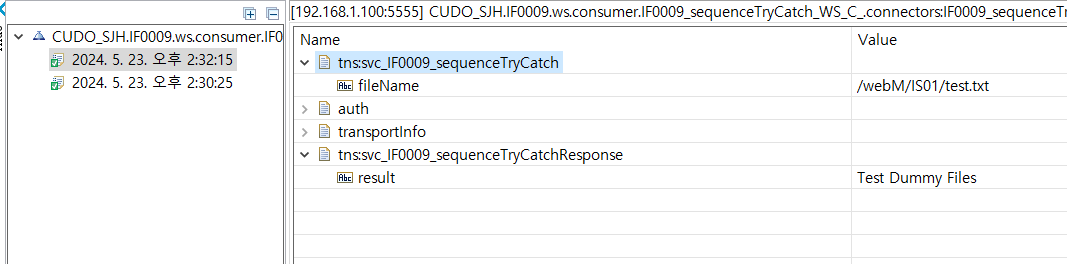 CUDO_SJH.IF0009.ws.consumer.IF0
2024. 5. 23. 오후 2:32:15
2024. 5. 23. 오후 2:30:25
[192.168.1.100:5555] CUDO_SJH.IF0009.ws.consumer.IF0009_sequenceTryCatch_WS_C_.connectors:IF0009_sequenceTr
Name Value
tns:svc_IF0009_sequenceTryCatch
Abc fileName /webM/IS01/test.txt
auth
transportInfo
tns:svc_IF0009_sequenceTryCatchResponse
Abc result Test Dummy Files